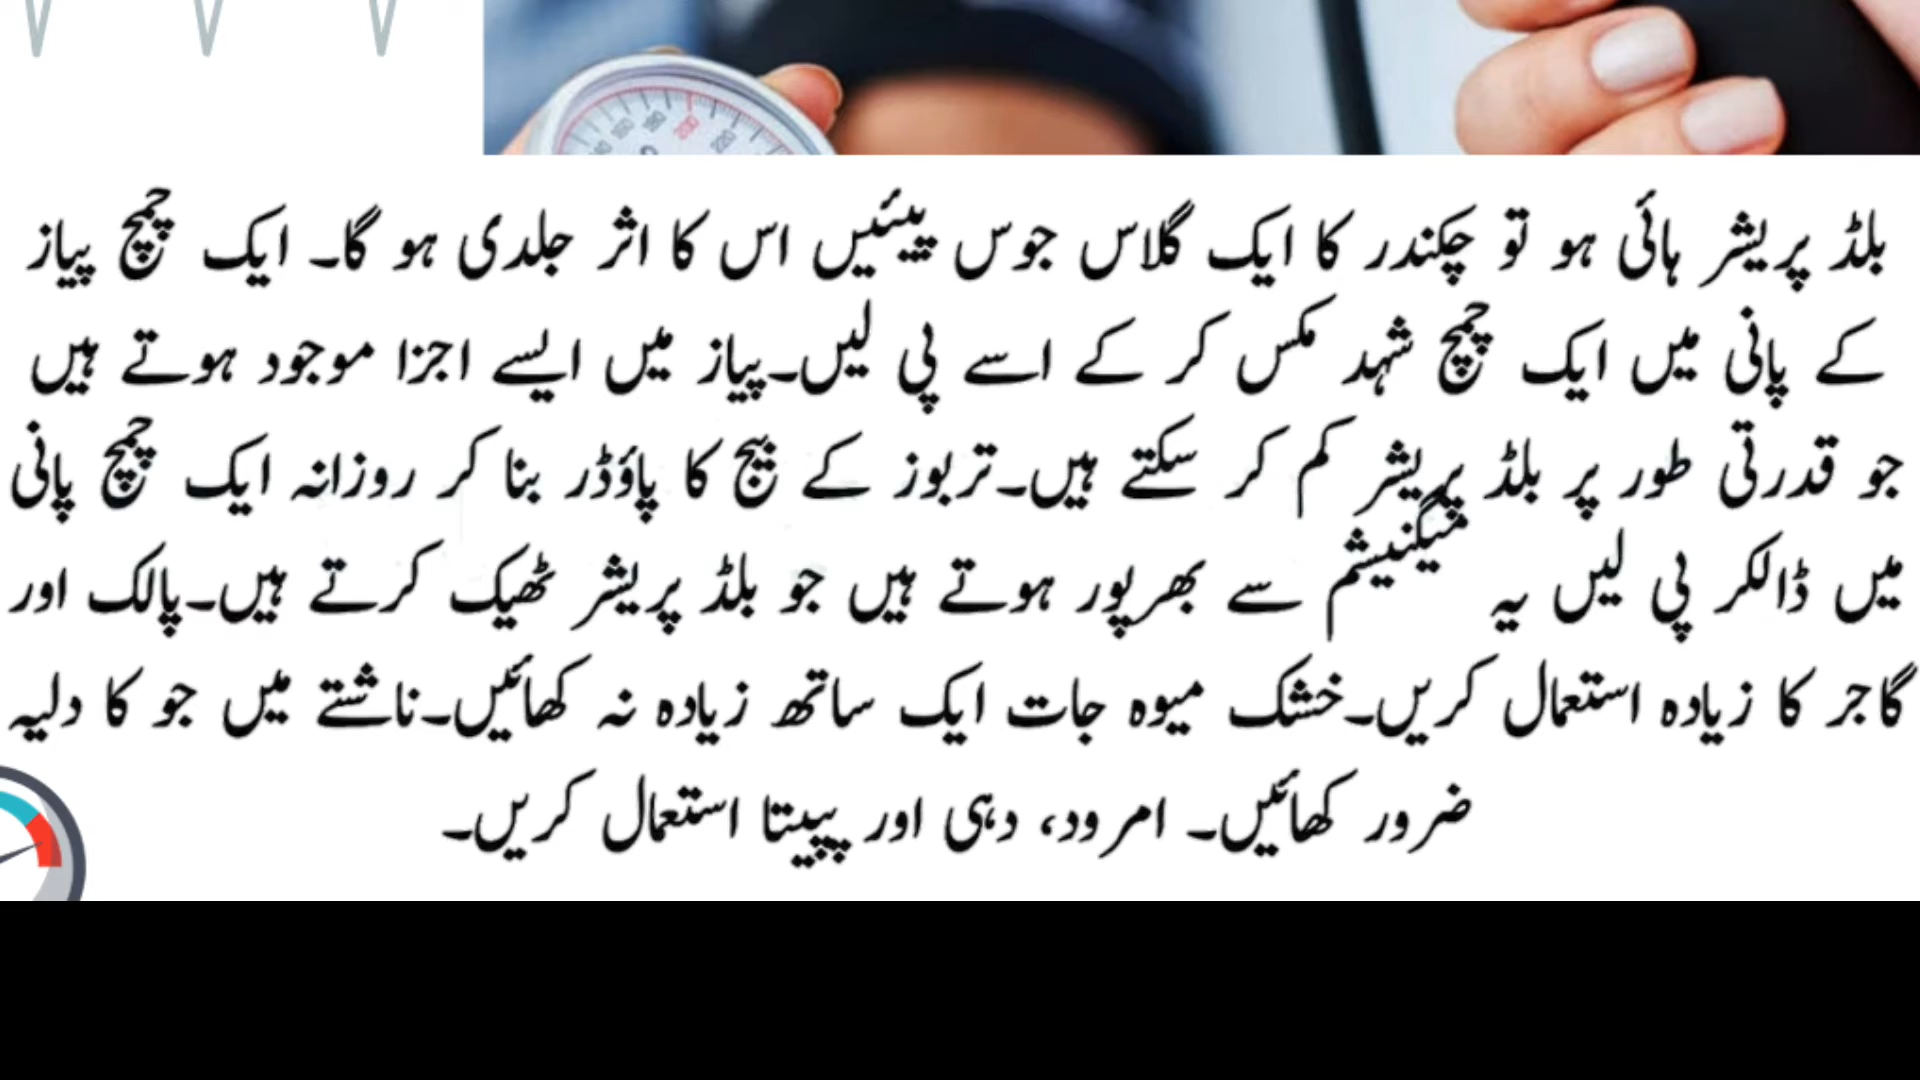 160 180 200 220
بلڈ پریشر ہائی ہو تو چکندر کا ایک گلاس جوس پیئیں اس کا اثر جلدی ہو گا۔ ایک چمچ پیاز
کے پانی میں ایک چمچ شہد مکس کر کے اسے پی لیں۔پیاز میں ایسے اجزا موجود ہوتے ہیں
جو قدرتی طور پر بلڈ پریشر کم کر سکتے ہیں۔تربوز کے بیج کا پاؤڈر بنا کر روزانہ ایک چمچ پانی
میں ڈالکر پی لیں یہ میگنیشم سے بھرپور ہوتے ہیں جو بلڈ پریشر ٹھیک کرتے ہیں۔پالک اور
گاجر کا زیادہ استعمال کریں۔خشک میوہ جات ایک ساتھ زیادہ نہ کھائیں۔ناشتے میں جو کا دلیہ
ضرور کھائیں۔ امرود، دہی اور پپیتا استعمال کریں۔